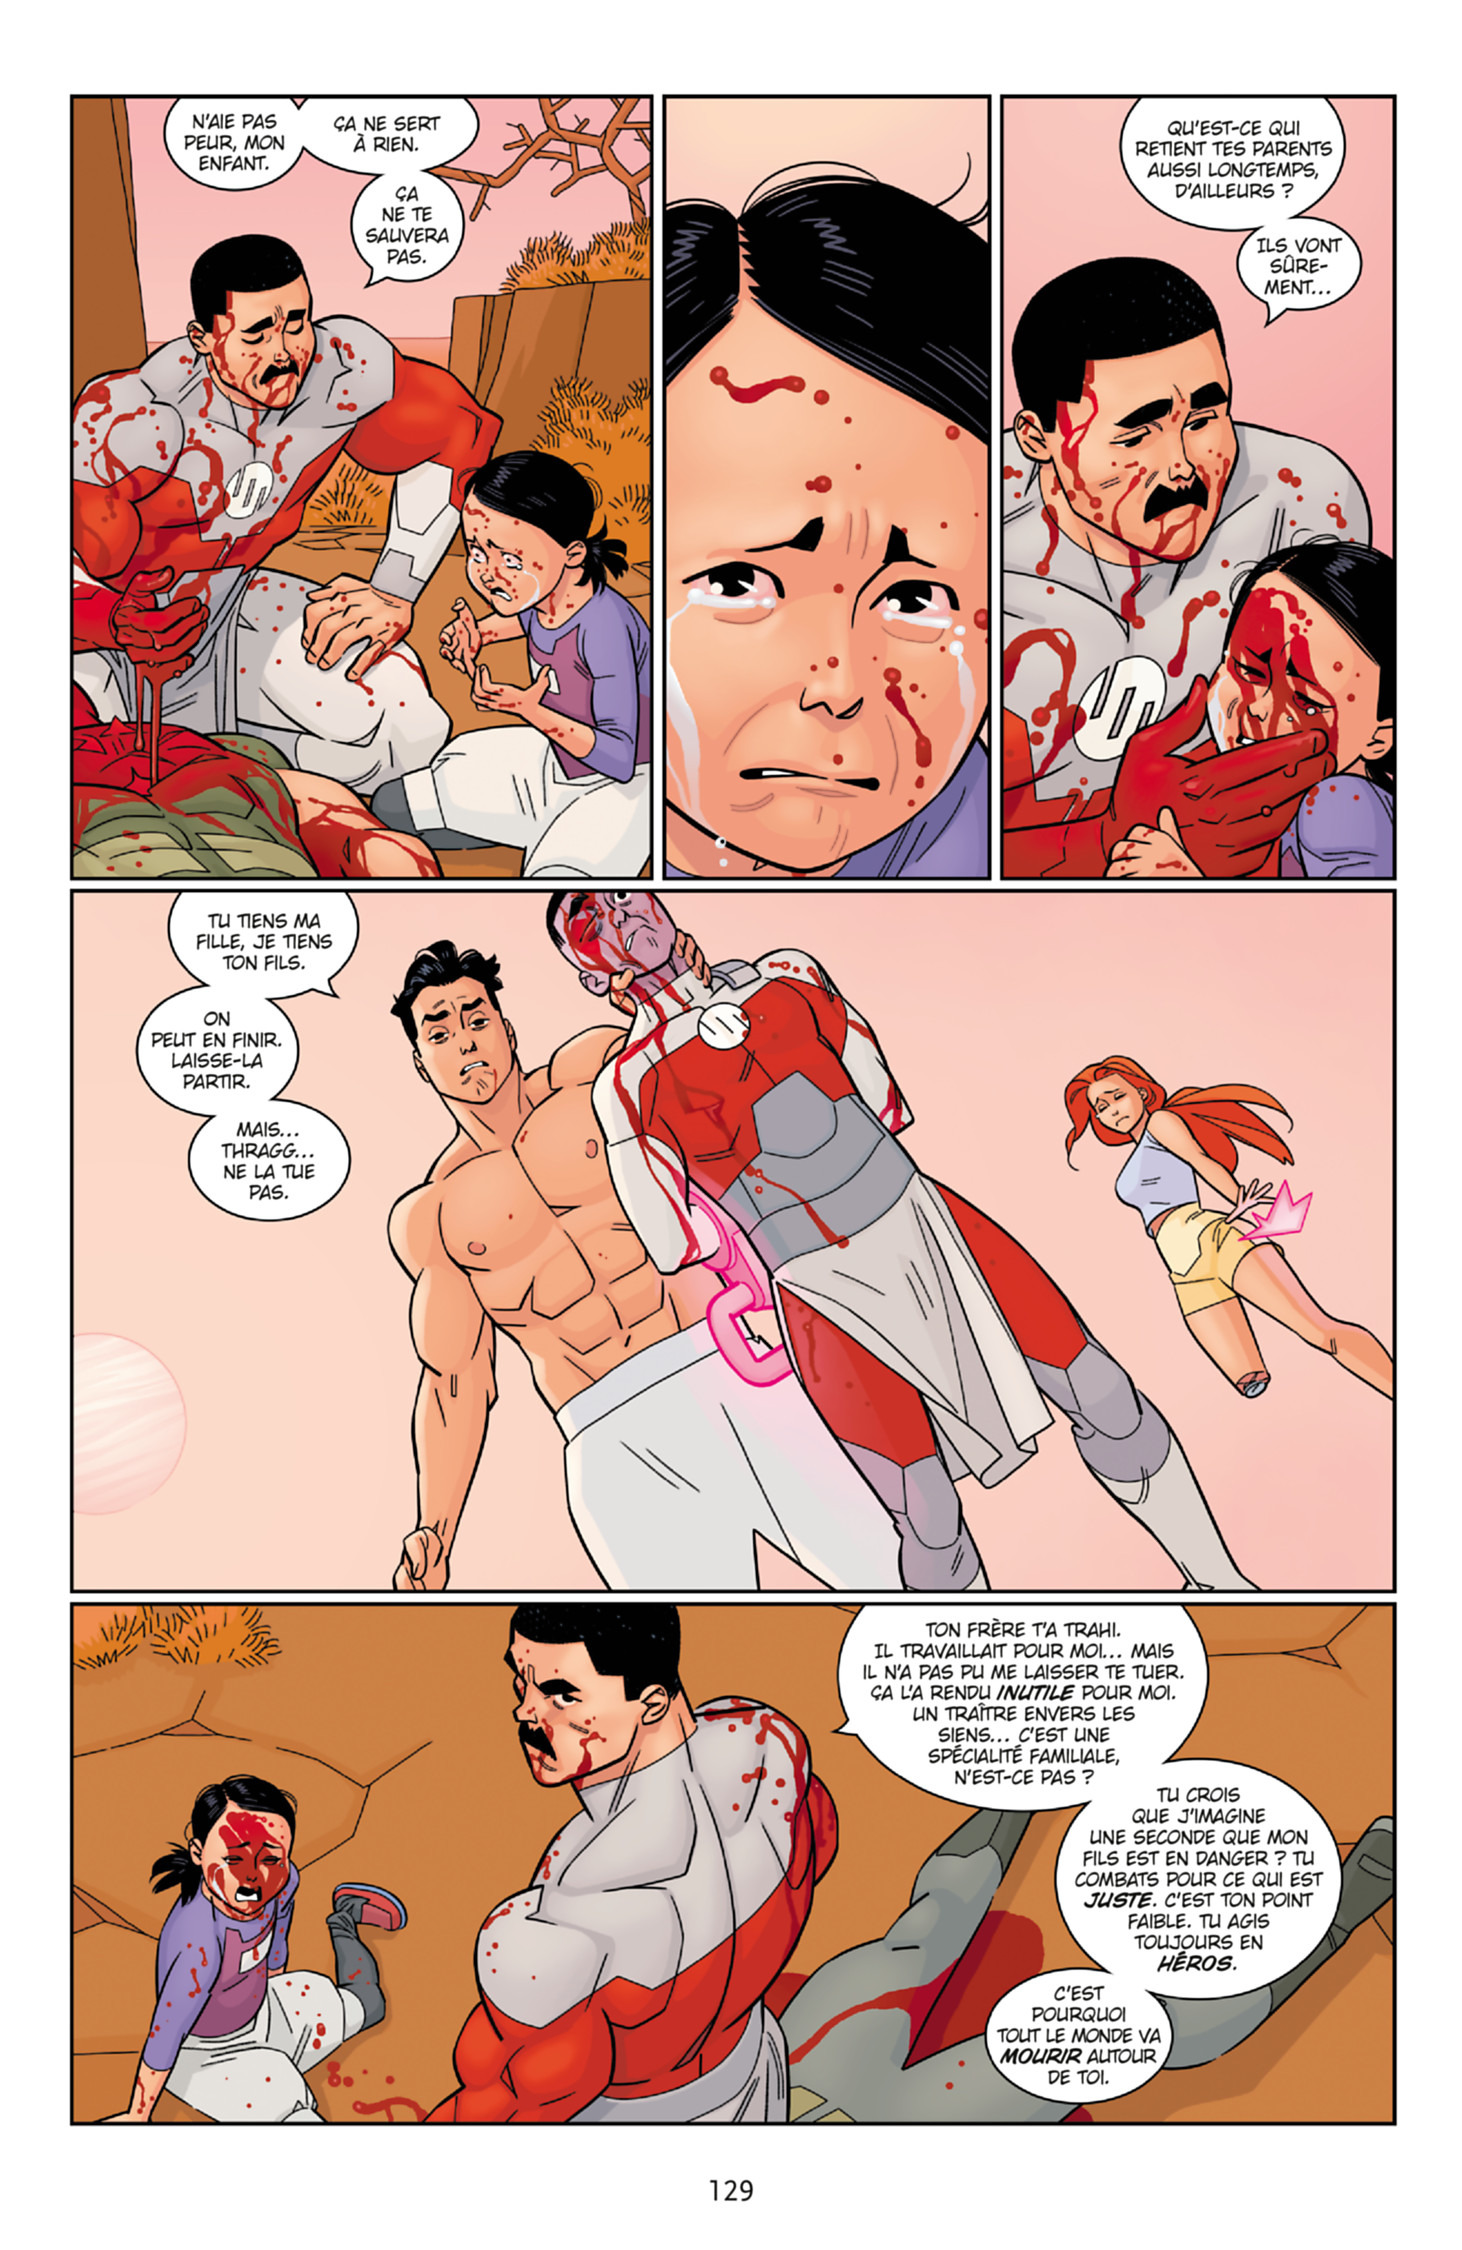 N'AIE PAS
PEUR, MON
ENFANT.
ÇA NE SERT
À RIEN.
ÇA
NE TE
SAUVERA
PAS.
QU'EST-CE QUI
RETIENT TES PARENTS
AUSSI LONGTEMPS,
D'AILLEURS ?
ILS VONT
SÛRE-
MENT...
TU TIENS MA
FILLE, JE TIENS
TON FILS.
ON
PEUT EN FINIR.
LAISSE-LA
PARTIR.
MAIS...
THRAGG...
NE LA TUE
PAS.
TON FRÈRE T'A TRAHI.
IL TRAVAILLAIT POUR MOI... MAIS
IL N'A PAS PU ME LAISSER TE TUER.
ÇA L'A RENDU INUTILE POUR MOI.
UN TRAÎTRE ENVERS LES
SIENS... C'EST UNE
SPÉCIALITÉ FAMILIALE,
N'EST-CE PAS ?
TU CROIS
QUE J'IMAGINE
UNE SECONDE QUE MON
FILS EST EN DANGER ? TU
COMBATS POUR CE QUI EST
JUSTE. C'EST TON POINT
FAIBLE. TU AGIS
TOUJOURS EN
HÉROS.
C'EST
POURQUOI
TOUT LE MONDE VA
MOURIR AUTOUR
DE TOI.
129